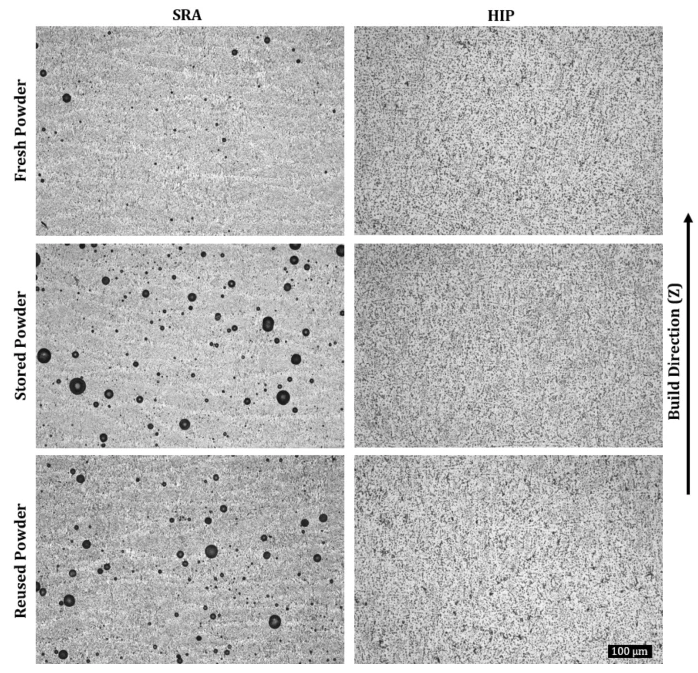 SRA
HIP
Fresh Powder
Stored Powder
Reused Powder
Build Direction (Z)
100 µm